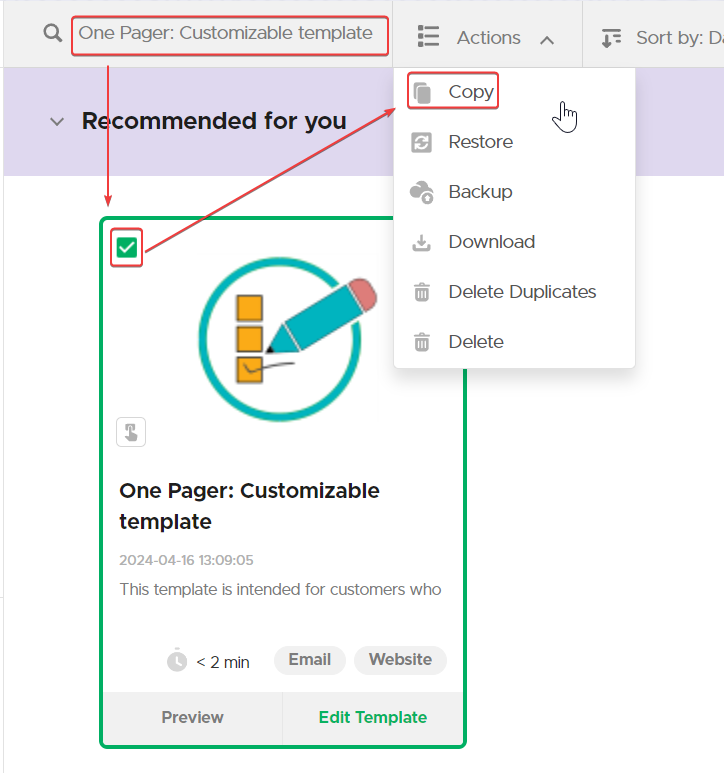 One Pager: Customizable template
Actions
Sort by: Da
Copy
Recommended for you
Restore
Backup
Download
Delete Duplicates
Delete
One Pager: Customizable
template
2024-04-16 13:09:05
This template is intended for customers who
< 2 min
Email
Website
Preview
Edit Template